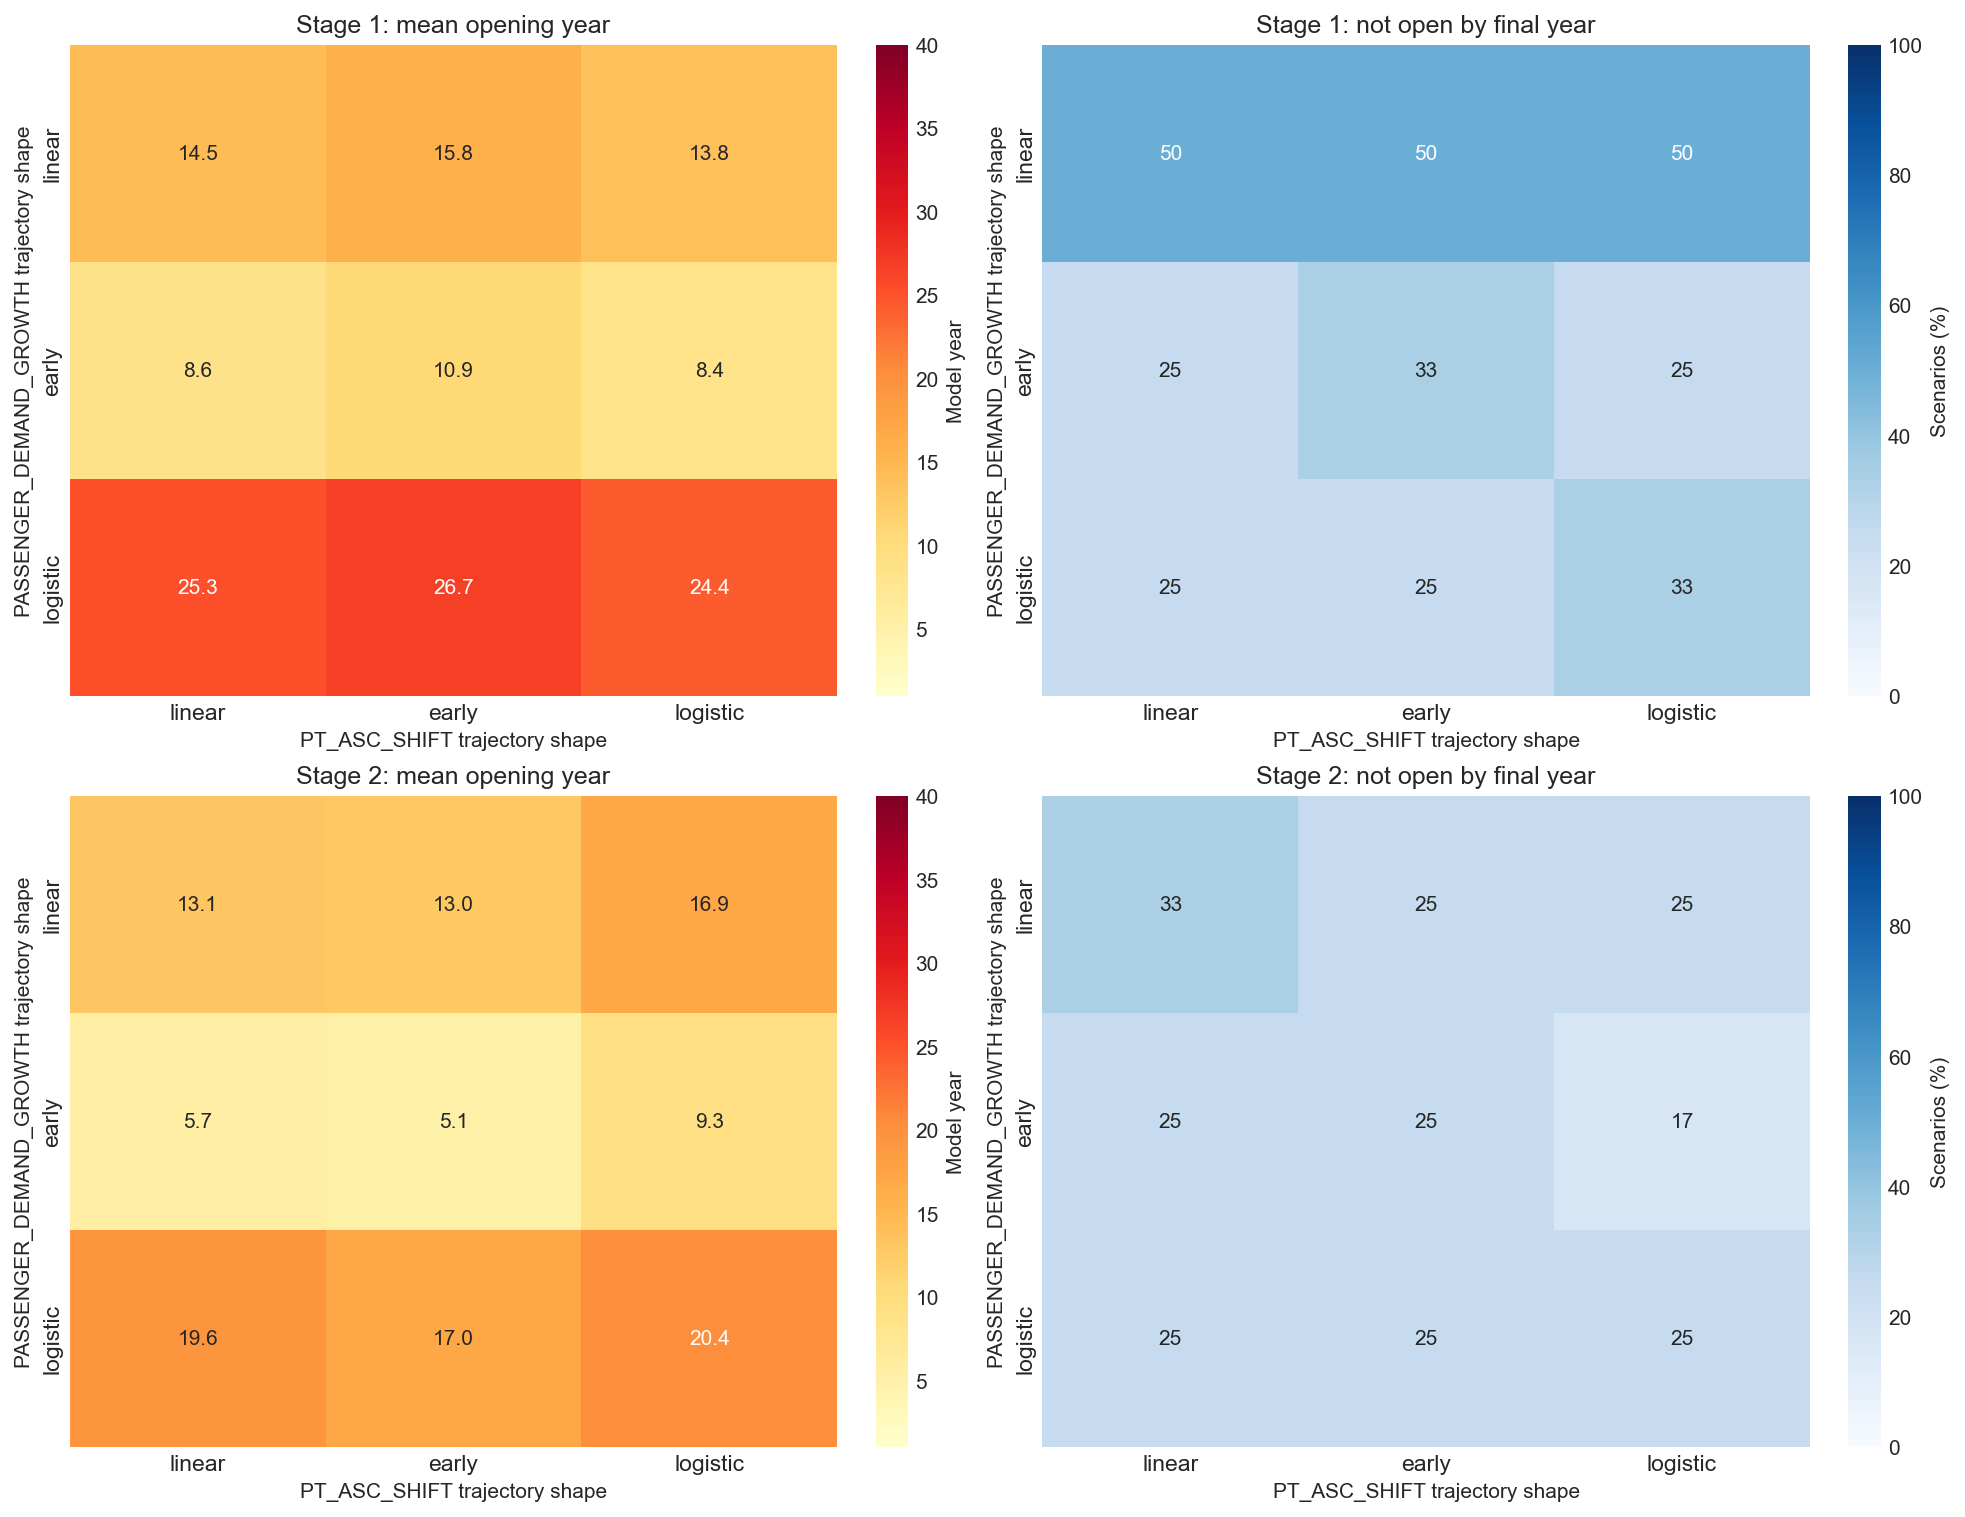 Stage 1: mean opening year
PASSENGER_DEMAND_GROWTH trajectory shape
linear
early
logistic
14.5 15.8 13.8
8.6 10.9 8.4
25.3 26.7 24.4
linear early logistic
PT_ASC_SHIFT trajectory shape
40
35
30
25
20
15
10
5
Model year
Stage 1: not open by final year
PASSENGER_DEMAND_GROWTH trajectory shape
linear
early
logistic
50 50 50
25 33 25
25 25 33
linear early logistic
PT_ASC_SHIFT trajectory shape
100
80
60
40
20
0
Scenarios (%)
Stage 2: mean opening year
PASSENGER_DEMAND_GROWTH trajectory shape
linear
early
logistic
13.1 13.0 16.9
5.7 5.1 9.3
19.6 17.0 20.4
linear early logistic
PT_ASC_SHIFT trajectory shape
40
35
30
25
20
15
10
5
Model year
Stage 2: not open by final year
PASSENGER_DEMAND_GROWTH trajectory shape
linear
early
logistic
33 25 25
25 25 17
25 25 25
linear early logistic
PT_ASC_SHIFT trajectory shape
100
80
60
40
20
0
Scenarios (%)